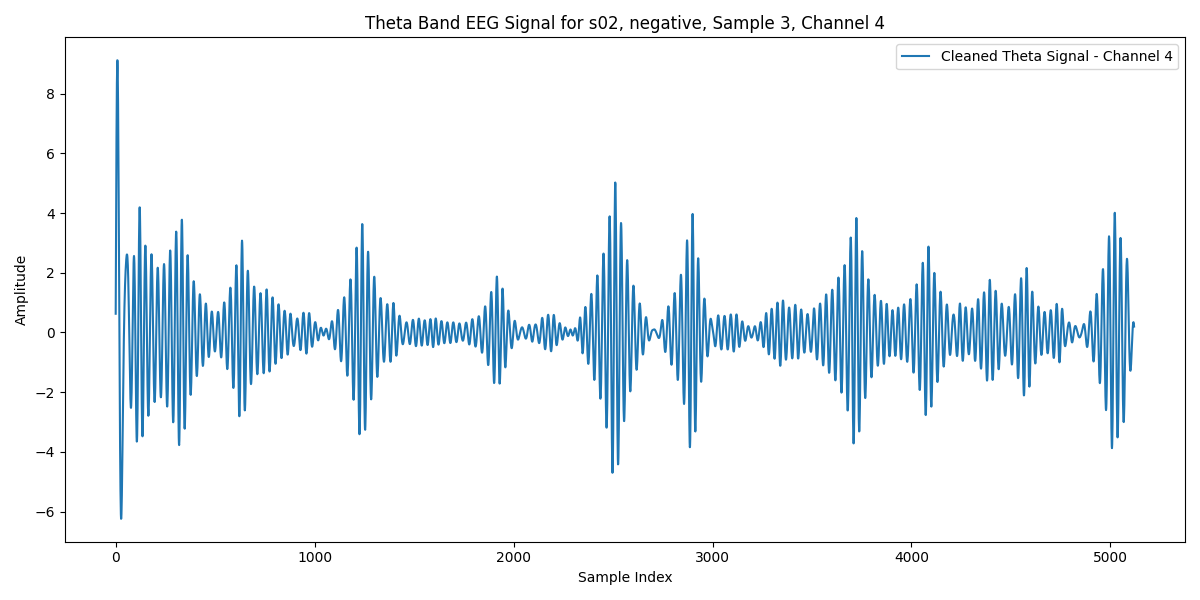 Theta Band EEG Signal for s02, negative, Sample 3, Channel 4
Cleaned Theta Signal - Channel 4
Amplitude
8
6
4
2
0
−2
−4
−6
0 1000 2000 3000 4000 5000
Sample Index